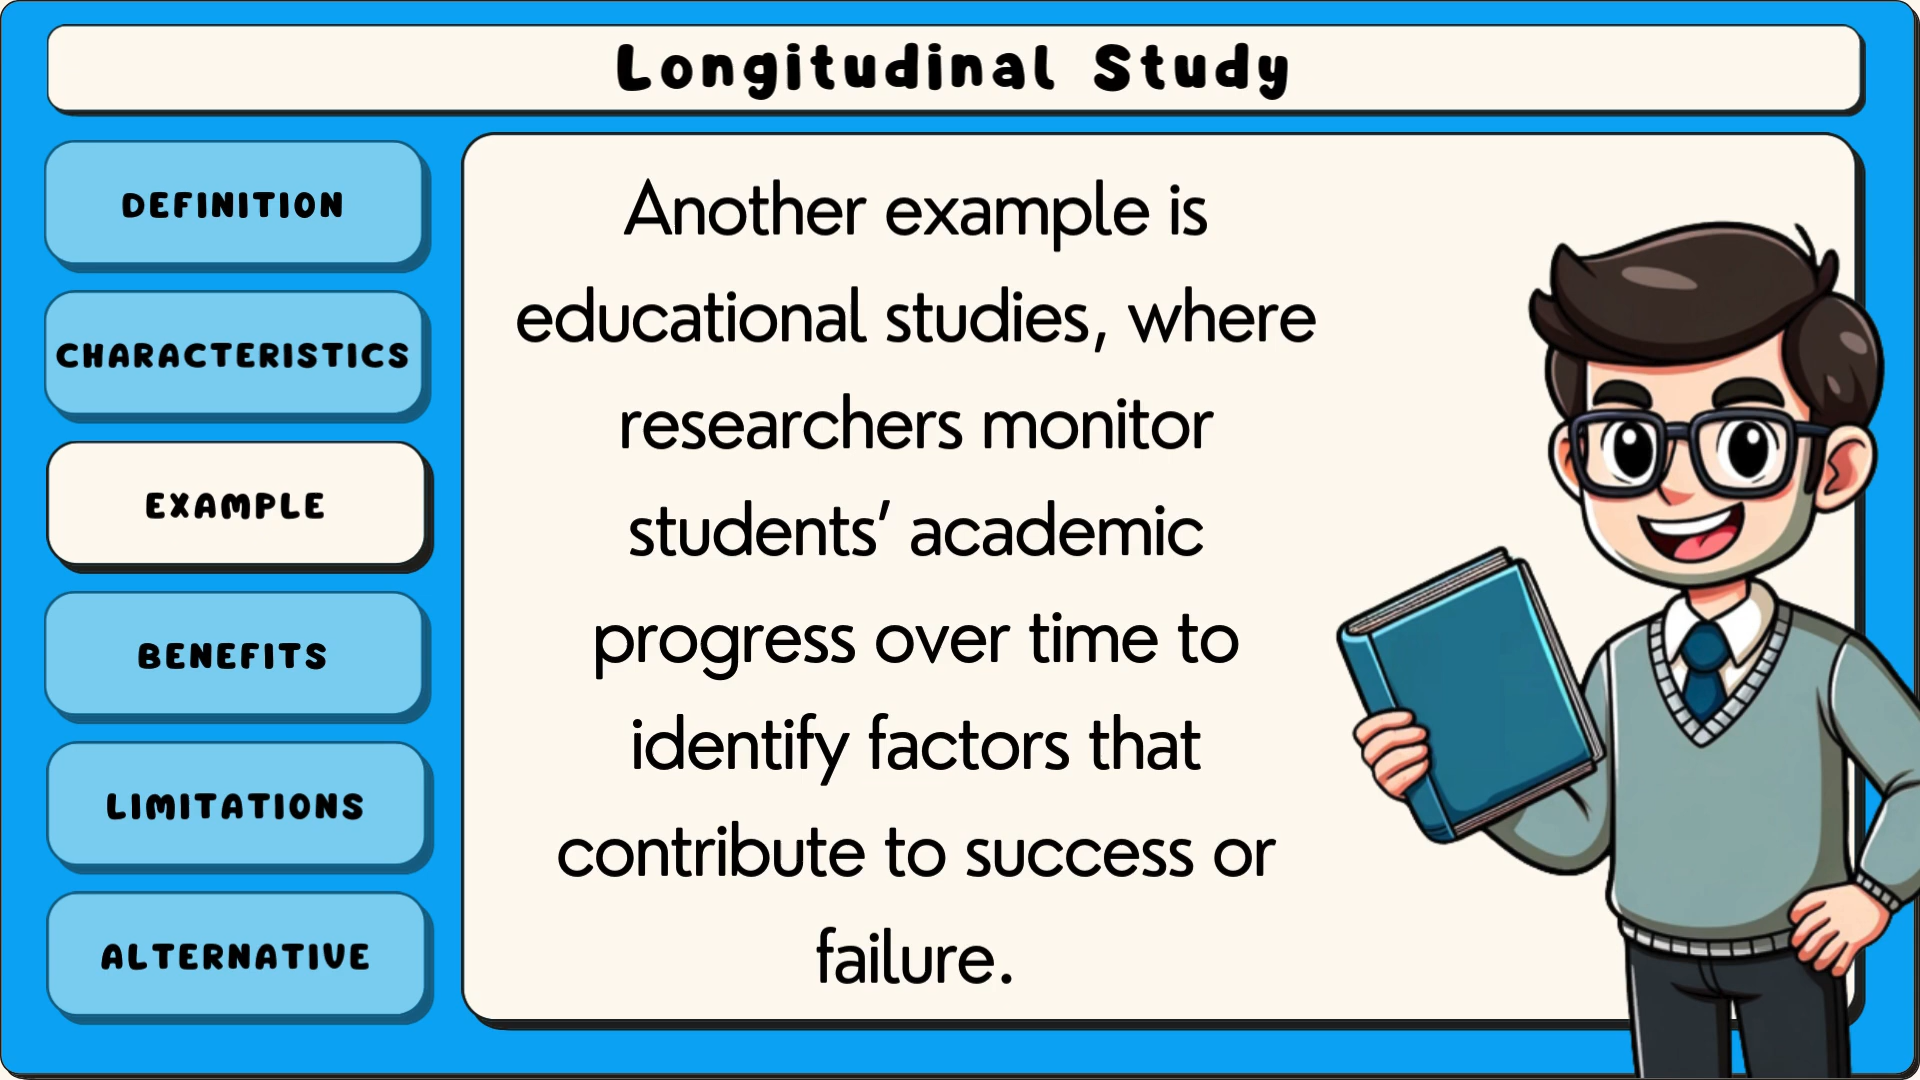 Longitudinal Study
DEFINITION
CHARACTERISTICS
EXAMPLE
BENEFITS
LIMITATIONS
ALTERNATIVE
Another example is
educational studies, where
researchers monitor
students’ academic
progress over time to
identify factors that
contribute to success or
failure.